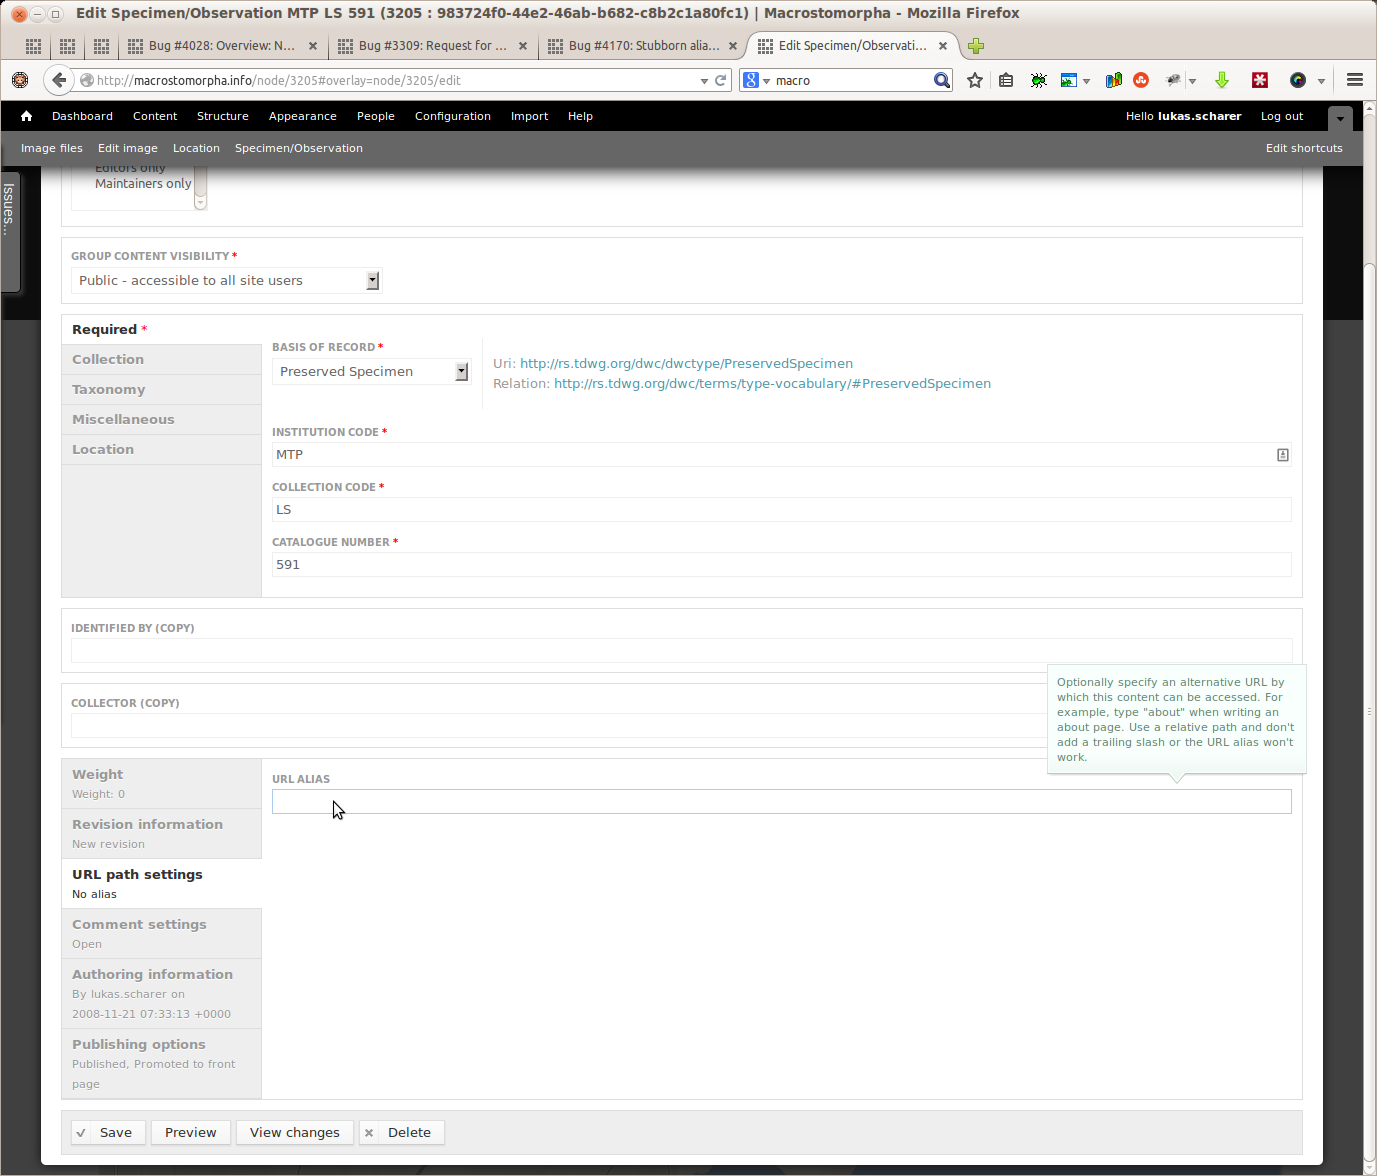 Edit Specimen/Observation MTP LS 591 (3205 : 983724f0-44e2-46ab-b682-c8b2c1a80fc1) | Macrostomorpha - Mozilla Firefox
Bug #4028: Overview: N...
Bug #3309: Request for ...
Bug #4170: Stubborn alia...
Edit Specimen/Observati...
http://macrostomorpha.info/node/3205#overlay=node/3205/edit
macro
Dashboard Content Structure Appearance People Configuration Import Help
Hello lukas.scharer Log out
Image files Edit image Location Specimen/Observation
Edit shortcuts
Issues...
Editors only
Maintainers only
GROUP CONTENT VISIBILITY *
Public - accessible to all site users
Required *
Collection
Taxonomy
Miscellaneous
Location
BASIS OF RECORD *
Preserved Specimen
Uri: http://rs.tdwg.org/dwc/dwctype/PreservedSpecimen
Relation: http://rs.tdwg.org/dwc/terms/type-vocabulary/#PreservedSpecimen
INSTITUTION CODE *
MTP
COLLECTION CODE *
LS
CATALOGUE NUMBER *
591
IDENTIFIED BY (COPY)
COLLECTOR (COPY)
Optionally specify an alternative URL by
which this content can be accessed. For
example, type "about" when writing an
about page. Use a relative path and don't
add a trailing slash or the URL alias won't
work.
Weight
Weight: 0
Revision information
New revision
URL path settings
No alias
Comment settings
Open
Authoring information
By lukas.scharer on
2008-11-21 07:33:13 +0000
Publishing options
Published, Promoted to front
page
URL ALIAS
Save Preview View changes Delete